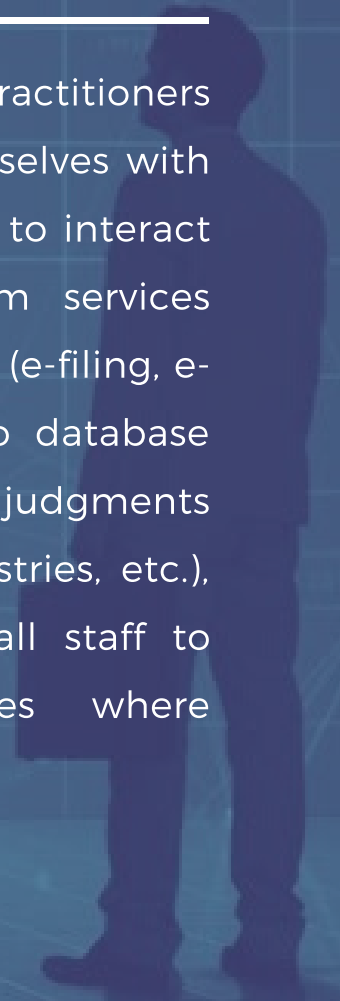 ractitioners
selves with
to interact
m services
(e-filing, e-
o database
judgments
stries, etc.),
all staff to
es where